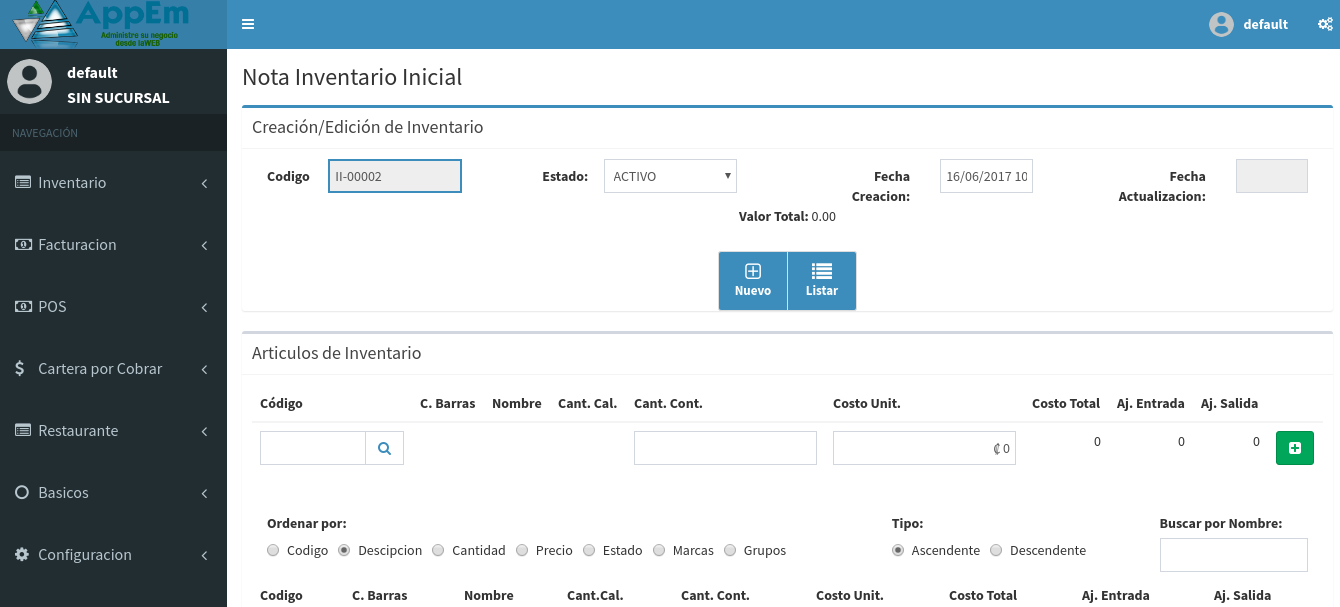 AppEm
Administre su negocio
desde laWEB
default
default
SIN SUCURSAL
NAVEGACIÓN
Inventario
Facturacion
POS
Cartera por Cobrar
Restaurante
Basicos
Configuracion
Nota Inventario Inicial
Creación/Edición de Inventario
Codigo II-00002 Estado: ACTIVO Fecha Creacion: 16/06/2017 10 Fecha Actualizacion:
Valor Total: 0.00
Nuevo Listar
Articulos de Inventario
Código C. Barras Nombre Cant. Cal. Cant. Cont. Costo Unit. Costo Total Aj. Entrada Aj. Salida
₡ 0 0 0 0
Ordenar por: Tipo: Buscar por Nombre:
Codigo Descipcion Cantidad Precio Estado Marcas Grupos Ascendente Descendente
Codigo C. Barras Nombre Cant.Cal. Cant. Cont. Costo Unit. Costo Total Aj. Entrada Aj. Salida